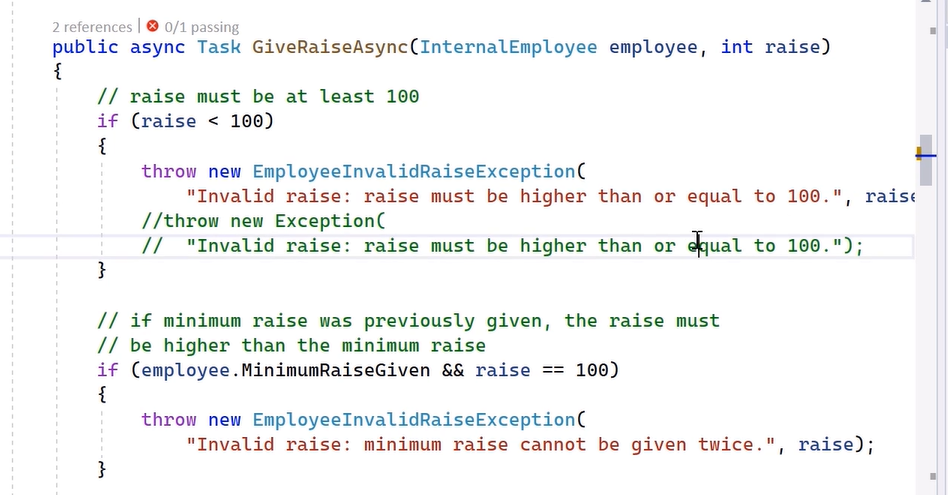 2 references | 0/1 passing
public async Task GiveRaiseAsync(InternalEmployee employee, int raise)
{
// raise must be at least 100
if (raise < 100)
{
throw new EmployeeInvalidRaiseException(
"Invalid raise: raise must be higher than or equal to 100.", raise
//throw new Exception(
//  "Invalid raise: raise must be higher than or equal to 100.");
}
// if minimum raise was previously given, the raise must
// be higher than the minimum raise
if (employee.MinimumRaiseGiven && raise == 100)
{
throw new EmployeeInvalidRaiseException(
"Invalid raise: minimum raise cannot be given twice.", raise);
}